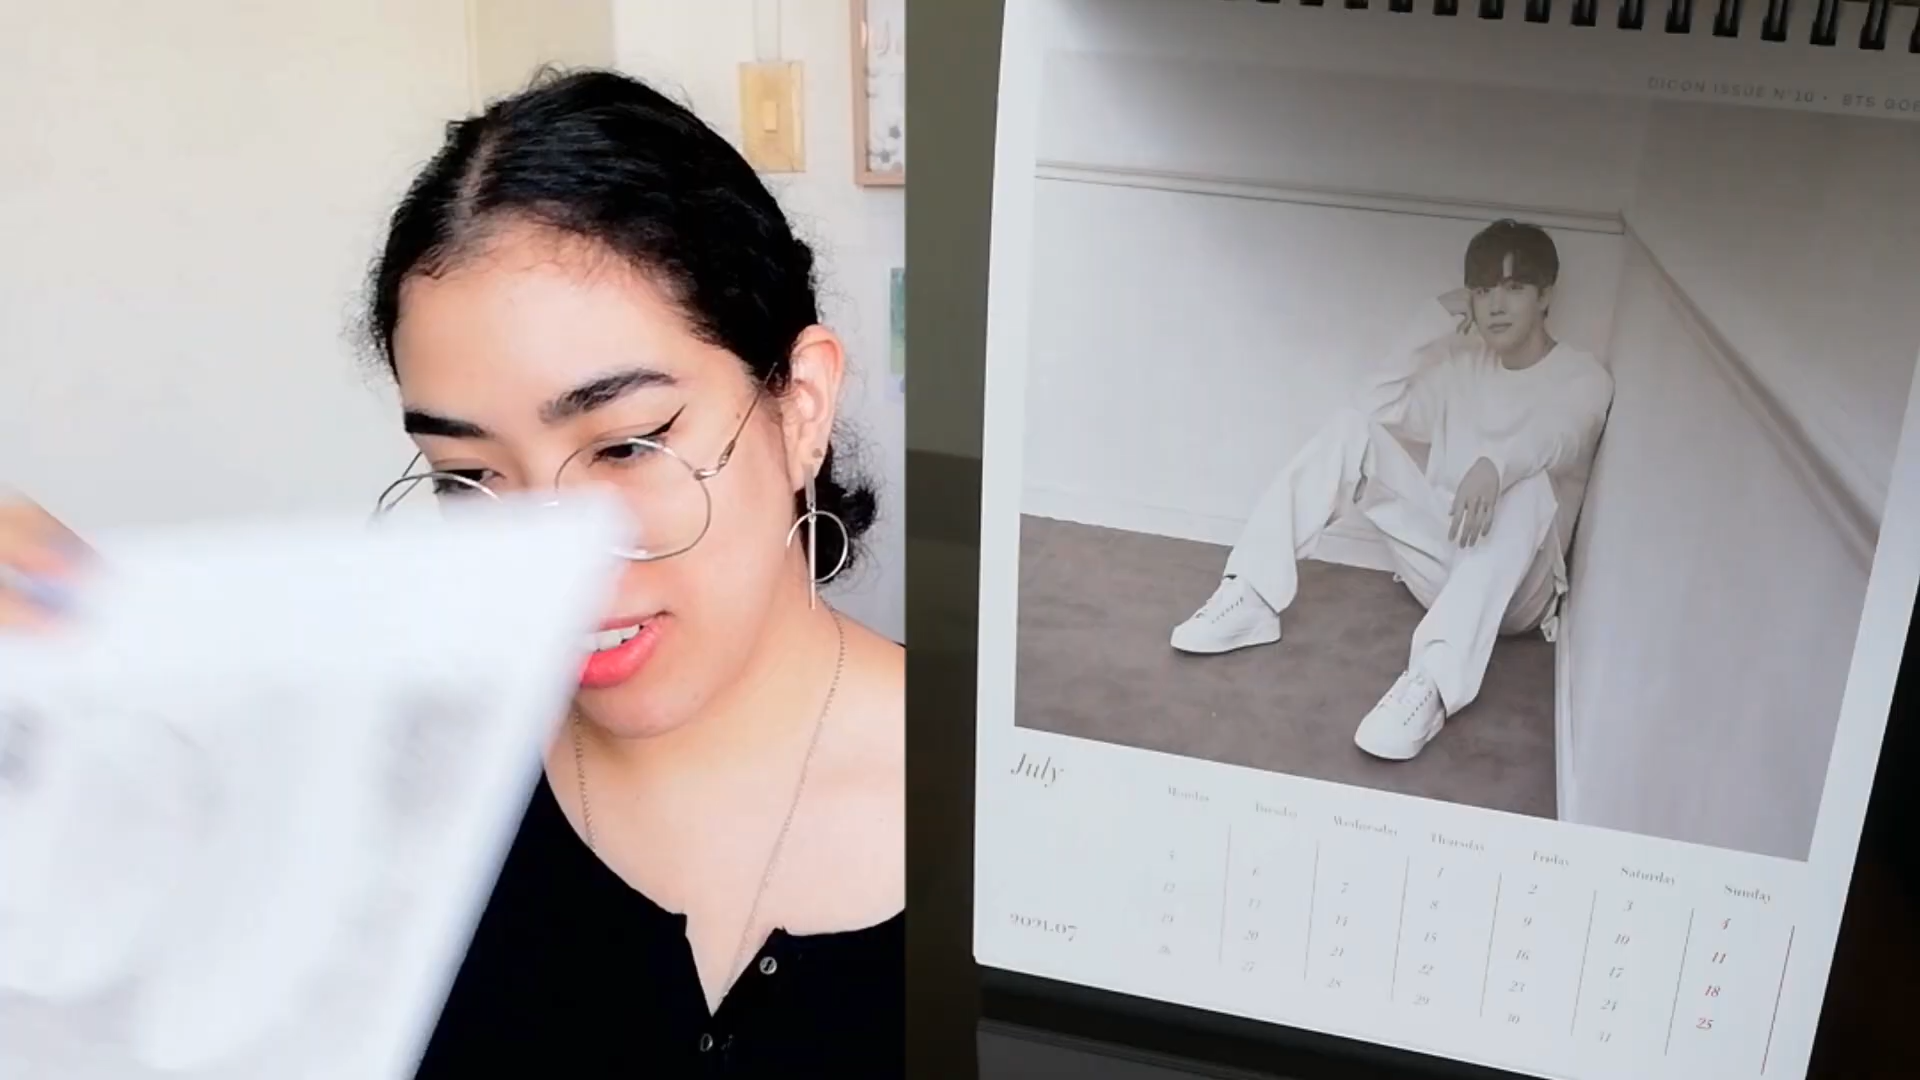 DICON ISSUE N°10 • BTS GOE
July
Monday Tuesday Wednesday Thursday Friday Saturday Sunday
1 2 3 4
5 6 7 8 9 10 11
12 13 14 15 16 17 18
19 20 21 22 23 24 25
26 27 28 29 30 31
2021.07